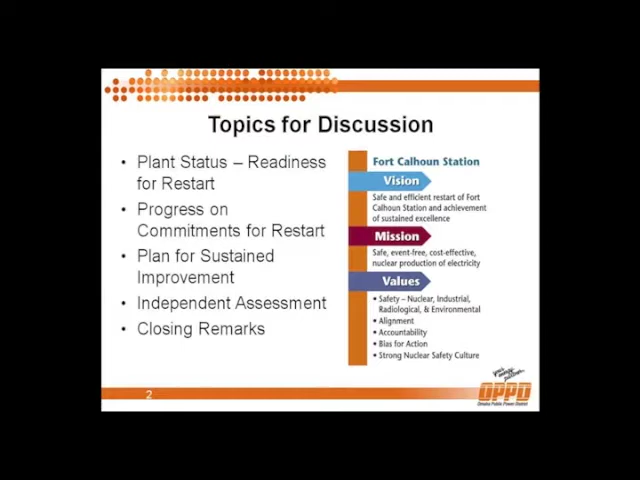 Topics for Discussion
• Plant Status – Readiness
for Restart
• Progress on
Commitments for Restart
• Plan for Sustained
Improvement
• Independent Assessment
• Closing Remarks
Fort Calhoun Station
Vision
Safe and efficient restart of Fort
Calhoun Station and achievement
of sustained excellence
Mission
Safe, event-free, cost-effective,
nuclear production of electricity
Values
• Safety – Nuclear, Industrial,
Radiological, & Environmental
• Alignment
• Accountability
• Bias for Action
• Strong Nuclear Safety Culture
2
your
energy
partner
OPPD
Omaha Public Power District